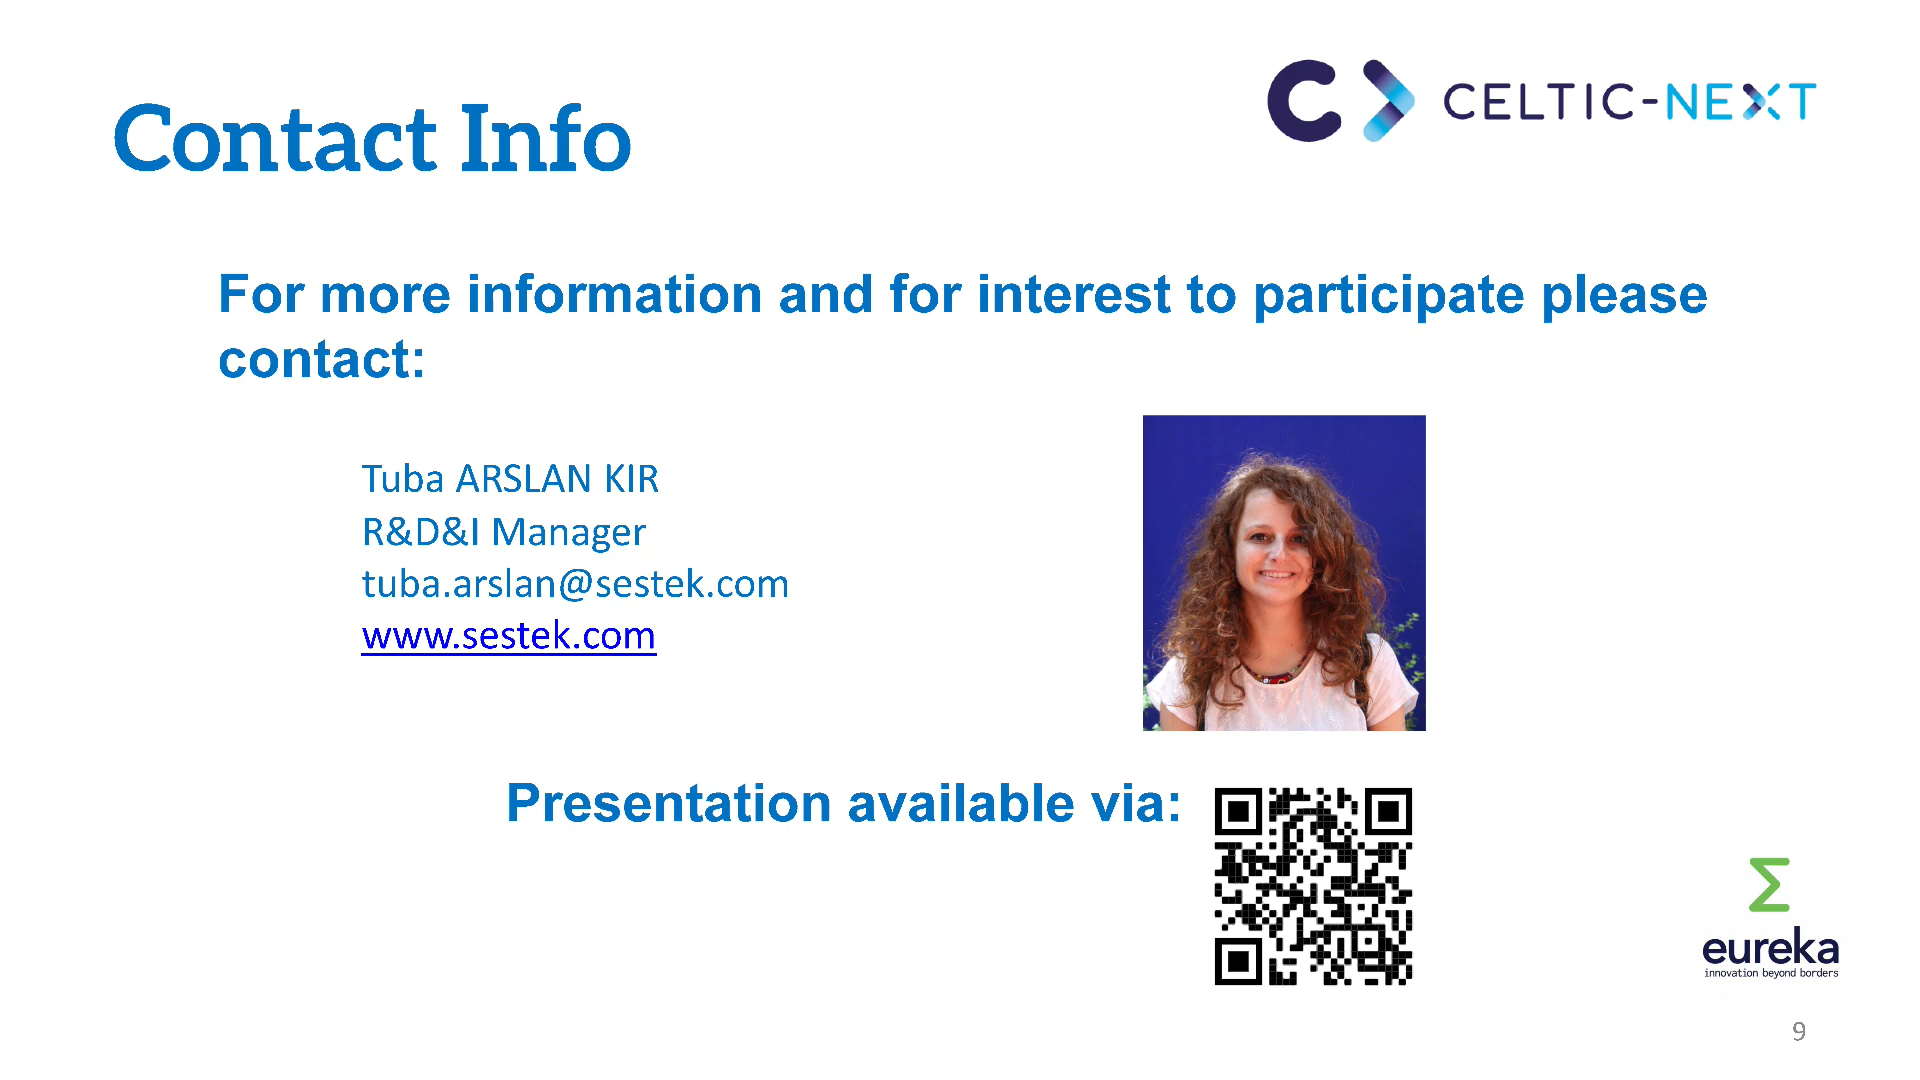 Contact Info
CELTIC-NEXT
For more information and for interest to participate please
contact:
Tuba ARSLAN KIR
R&D&I Manager
tuba.arslan@sestek.com
www.sestek.com
Presentation available via:
eureka
innovation beyond borders
9